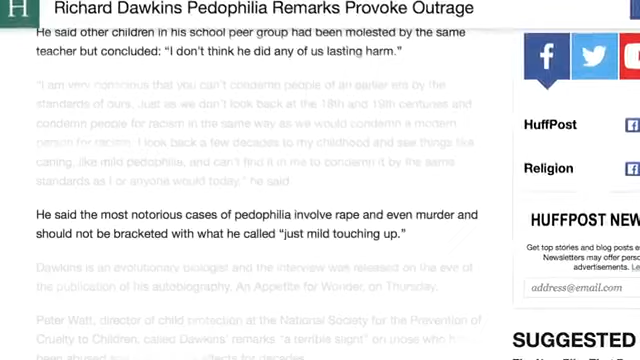 H
Richard Dawkins Pedophilia Remarks Provoke Outrage
He said other children in his school peer group had been molested by the same
teacher but concluded: “I don’t think he did any of us lasting harm.”
“I am very conscious that you can’t condemn people of an earlier era by the
standards of ours. Just as we don’t look back at the 18th and 19th centuries and
condemn people for racism in the same way as we would condemn a modern
person for racism, I look back a few decades to my childhood and see things like
caning, like mild pedophilia, and can’t find it in me to condemn it by the same
standards as I or anyone would today,” he said.
He said the most notorious cases of pedophilia involve rape and even murder and
should not be bracketed with what he called “just mild touching up.”
Dawkins is an evolutionary biologist and the interview was released on the eve of
the publication of his autobiography, An Appetite for Wonder, on Thursday.
Peter Watt, director of child protection at the National Society for the Prevention of
Cruelty to Children, called Dawkins’ remarks “a terrible slight” on those who have
been abused
effects for decades.
HuffPost
Religion
HUFFPOST NEW
Get top stories and blog posts e
Newsletters may offer person
advertisements. Le
address@email.com
SUGGESTED